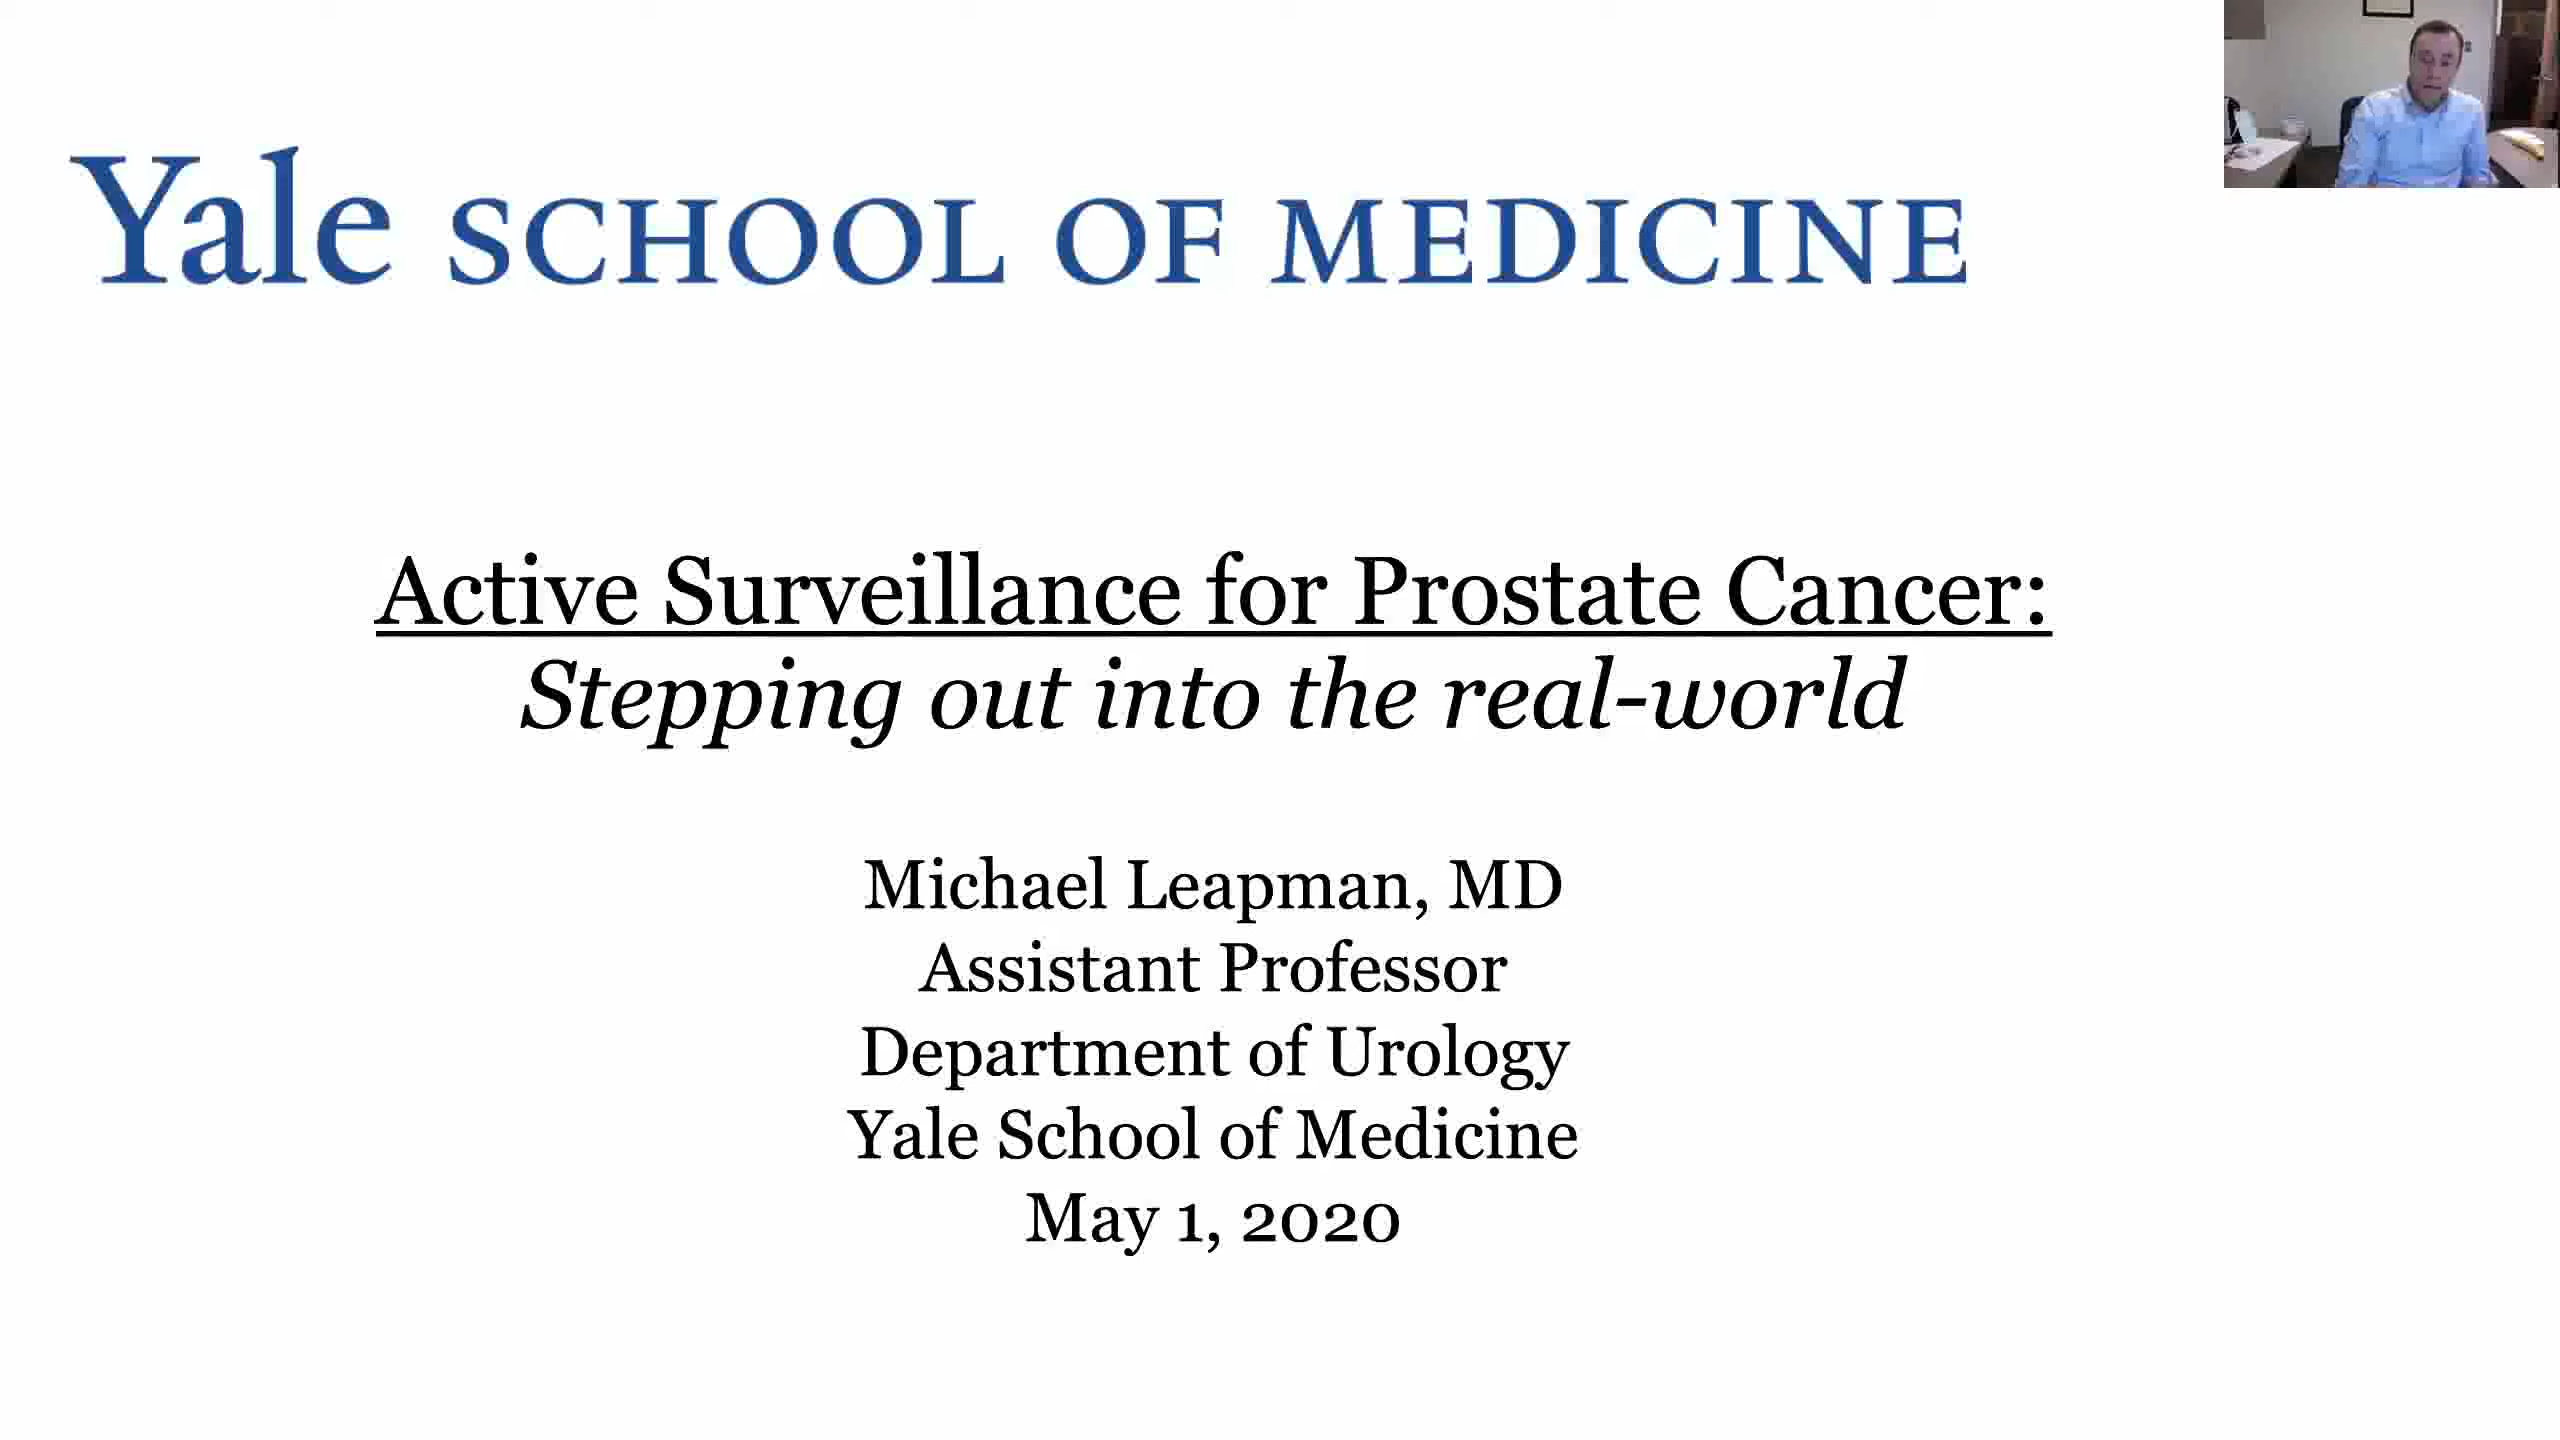 Yale SCHOOL OF MEDICINE
Active Surveillance for Prostate Cancer:
Stepping out into the real-world
Michael Leapman, MD
Assistant Professor
Department of Urology
Yale School of Medicine
May 1, 2020